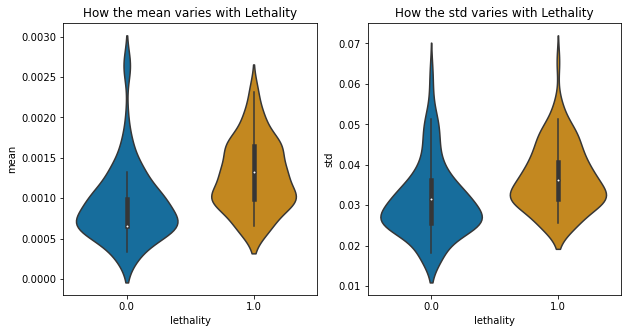 How the mean varies with Lethality
mean
0.0030
0.0025
0.0020
0.0015
0.0010
0.0005
0.0000
0.0 1.0
lethality
How the std varies with Lethality
std
0.07
0.06
0.05
0.04
0.03
0.02
0.01
0.0 1.0
lethality